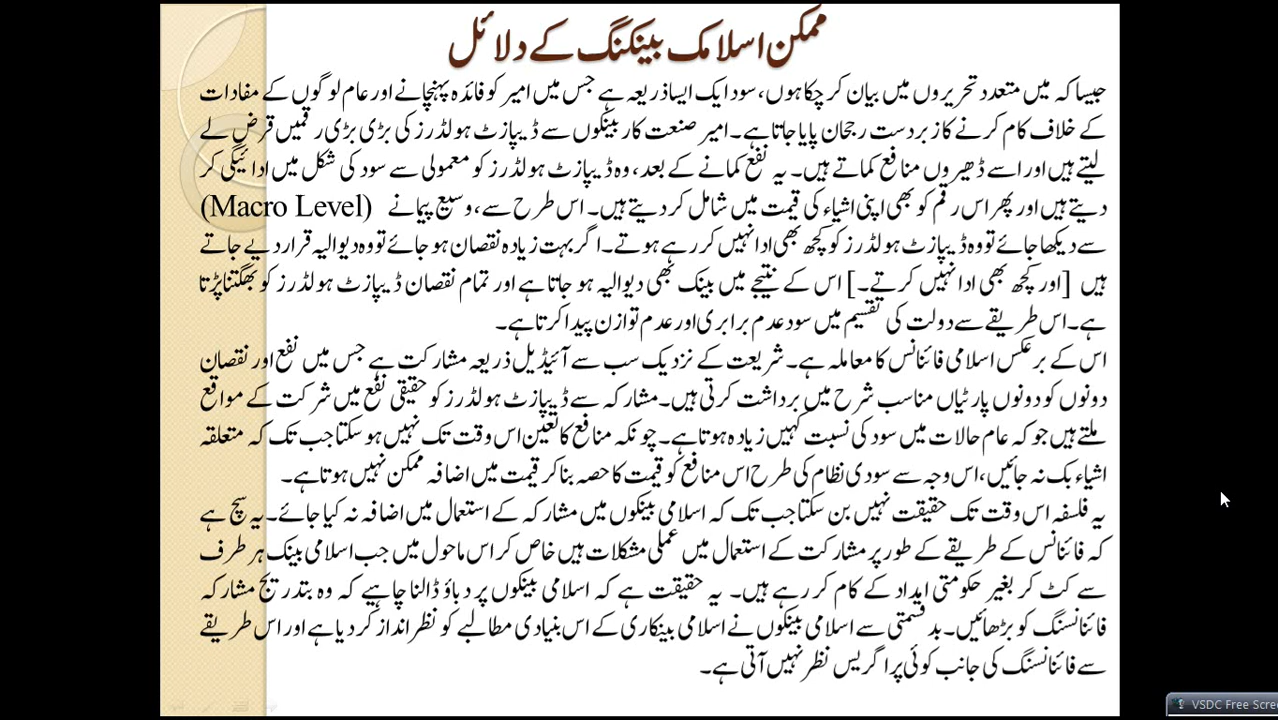 ممکن اسلامک بینکنگ کے دلائل
جیسا کہ میں متعدد تحریروں میں بیان کر چکا ہوں، سود ایک ایسا ذریعہ ہے جس میں امیر کو فائدہ پہنچانے اور عام لوگوں کے مفادات
کے خلاف کام کرنے کا زبردست رجحان پایا جاتا ہے۔ امیر صنعت کار بینکوں سے ڈیپازٹ ہولڈرز کی بڑی بڑی رقمیں قرض لے
لیتے ہیں اور اسے ڈھیروں منافع کماتے ہیں۔ یہ نفع کمانے کے بعد، وہ ڈیپازٹ ہولڈرز کو معمولی سے سود کی شکل میں ادائیگی کر
دیتے ہیں اور پھر اس رقم کو بھی اپنی اشیاء کی قیمت میں شامل کر دیتے ہیں۔ اس طرح سے، وسیع پیمانے (Macro Level)
سے دیکھا جائے تو وہ ڈیپازٹ ہولڈرز کو کچھ بھی ادا نہیں کر رہے ہوتے۔ اگر بہت زیادہ نقصان ہو جائے تو وہ دیوالیہ قرار دیے جاتے
ہیں [اور کچھ بھی ادا نہیں کرتے۔] اس کے نتیجے میں بینک بھی دیوالیہ ہو جاتا ہے اور تمام نقصان ڈیپازٹ ہولڈرز کو بھگتنا پڑتا
ہے۔ اس طریقے سے دولت کی تقسیم میں سود عدم برابری اور عدم توازن پیدا کرتا ہے۔
اس کے برعکس اسلامی فائنانس کا معاملہ ہے۔ شریعت کے نزدیک سب سے آئیڈیل ذریعہ مشارکت ہے جس میں نفع اور نقصان
دونوں کو دونوں پارٹیاں مناسب شرح میں برداشت کرتی ہیں۔ مشارکہ سے ڈیپازٹ ہولڈرز کو حقیقی نفع میں شرکت کے مواقع
ملتے ہیں جو کہ عام حالات میں سود کی نسبت کہیں زیادہ ہوتا ہے۔ چونکہ منافع کا تعین اس وقت تک نہیں ہو سکتا جب تک کہ متعلقہ
اشیاء بک نہ جائیں، اس وجہ سے سودی نظام کی طرح اس منافع کو قیمت کا حصہ بنا کر قیمت میں اضافہ ممکن نہیں ہوتا ہے۔
یہ فلسفہ اس وقت تک حقیقت نہیں بن سکتا جب تک کہ اسلامی بینکوں میں مشارکہ کے استعمال میں اضافہ نہ کیا جائے۔ یہ سچ ہے
کہ فائنانس کے طریقے کے طور پر مشارکت کے استعمال میں عملی مشکلات ہیں خاص کر اس ماحول میں جب اسلامی بینک ہر طرف
سے کٹ کر بغیر حکومتی امداد کے کام کر رہے ہیں۔ یہ حقیقت ہے کہ اسلامی بینکوں پر دباؤ ڈالنا چاہیے کہ وہ بتدریج مشارکہ
فائنانسنگ کو بڑھائیں۔ بدقسمتی سے اسلامی بینکوں نے اسلامی بینکاری کے اس بنیادی مطالبے کو نظر انداز کر دیا ہے اور اس طریقے
سے فائنانسنگ کی جانب کوئی پراگریس نظر نہیں آتی ہے۔
VSDC Free Scre